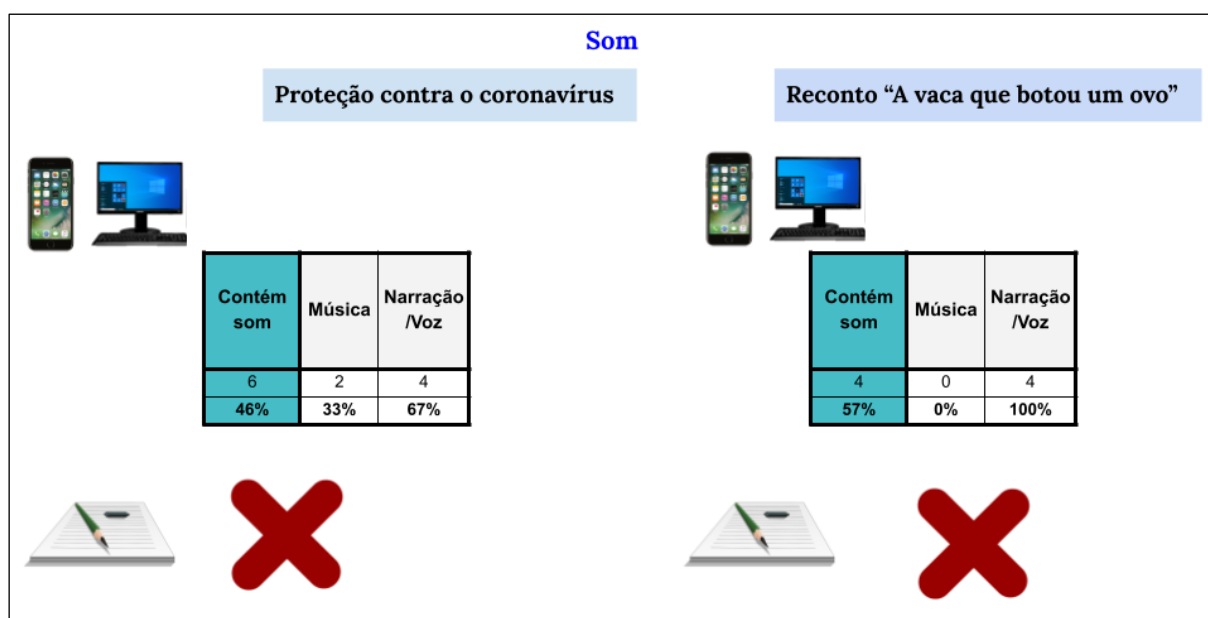 Som
Proteção contra o coronavírus
Reconto “A vaca que botou um ovo”
Contém som
Música
Narração /Voz
6 2 4
46% 33% 67%
Contém som
Música
Narração /Voz
4 0 4
57% 0% 100%